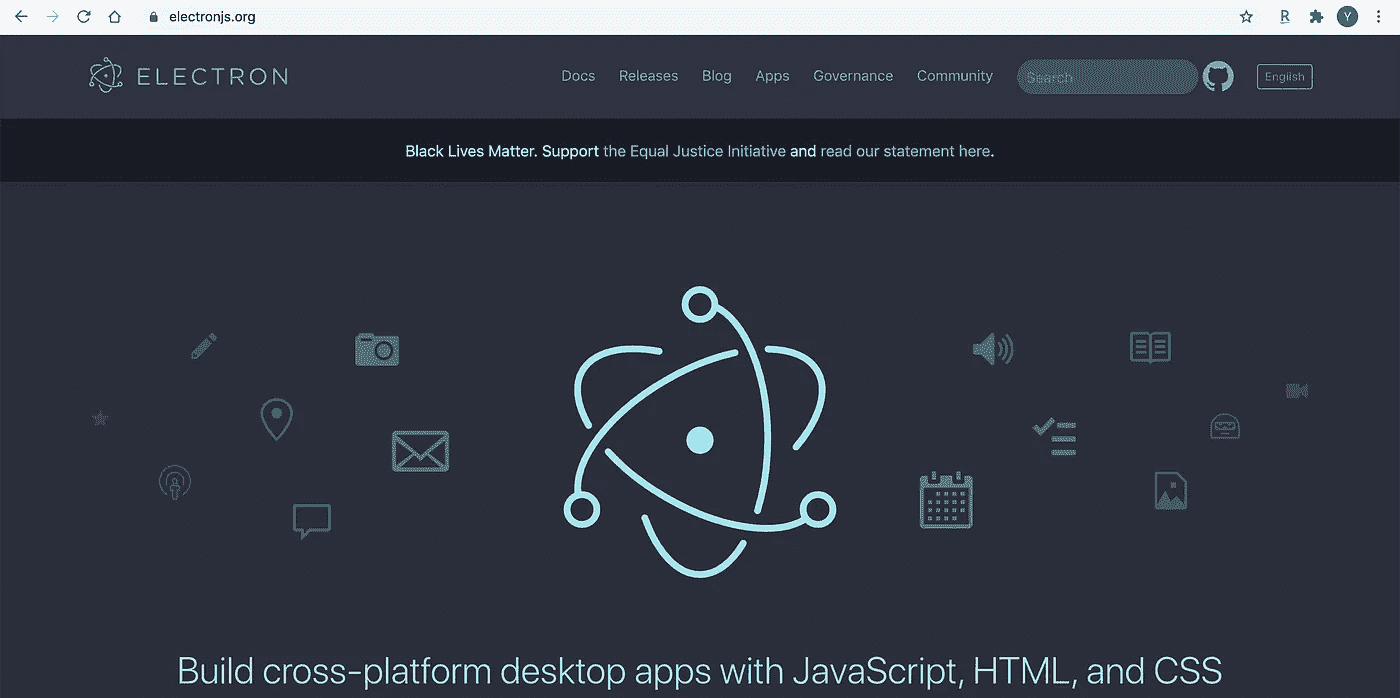 electronjs.org
R
Y
ELECTRON
Docs Releases Blog Apps Governance Community Search English
Black Lives Matter. Support the Equal Justice Initiative and read our statement here.
Build cross-platform desktop apps with JavaScript, HTML, and CSS